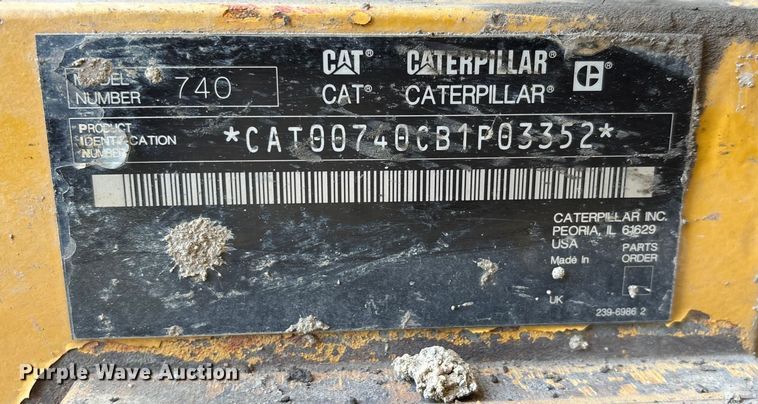 MODEL
NUMBER 740
CAT® CATERPILLAR®
CAT® CATERPILLAR®
C ®
PRODUCT
IDENTIFICATION
NUMBER
*CAT00740CB1P03352*
CATERPILLAR INC.
PEORIA, IL 61629
USA
PARTS
ORDER
Made in
UK
239-6986 2
Purple Wave Auction